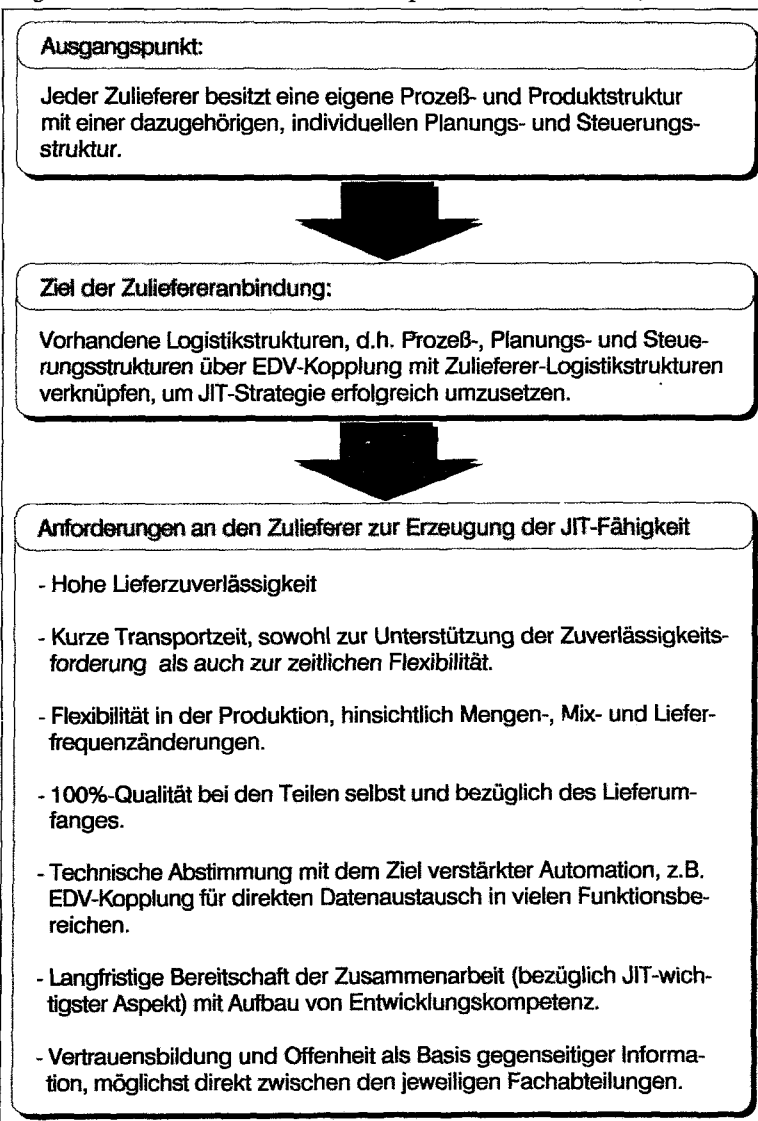 Ausgangspunkt:
Jeder Zulieferer besitzt eine eigene Prozeß- und Produktstruktur
mit einer dazugehörigen, individuellen Planungs- und Steuerungs-
struktur.
Ziel der Zuliefereranbindung:
Vorhandene Logistikstrukturen, d.h. Prozeß-, Planungs- und Steue-
rungsstrukturen über EDV-Kopplung mit Zulieferer-Logistikstrukturen
verknüpfen, um JIT-Strategie erfolgreich umzusetzen.
Anforderungen an den Zulieferer zur Erzeugung der JIT-Fähigkeit
- Hohe Lieferzuverlässigkeit
- Kurze Transportzeit, sowohl zur Unterstützung der Zuverlässigkeits-
forderung als auch zur zeitlichen Flexibilität.
- Flexibilität in der Produktion, hinsichtlich Mengen-, Mix- und Liefer-
frequenzänderungen.
- 100%-Qualität bei den Teilen selbst und bezüglich des Lieferum-
fanges.
- Technische Abstimmung mit dem Ziel verstärkter Automation, z.B.
EDV-Kopplung für direkten Datenaustausch in vielen Funktionsbe-
reichen.
- Langfristige Bereitschaft der Zusammenarbeit (bezüglich JIT-wich-
tigster Aspekt) mit Aufbau von Entwicklungskompetenz.
- Vertrauensbildung und Offenheit als Basis gegenseitiger Informa-
tion, möglichst direkt zwischen den jeweiligen Fachabteilungen.